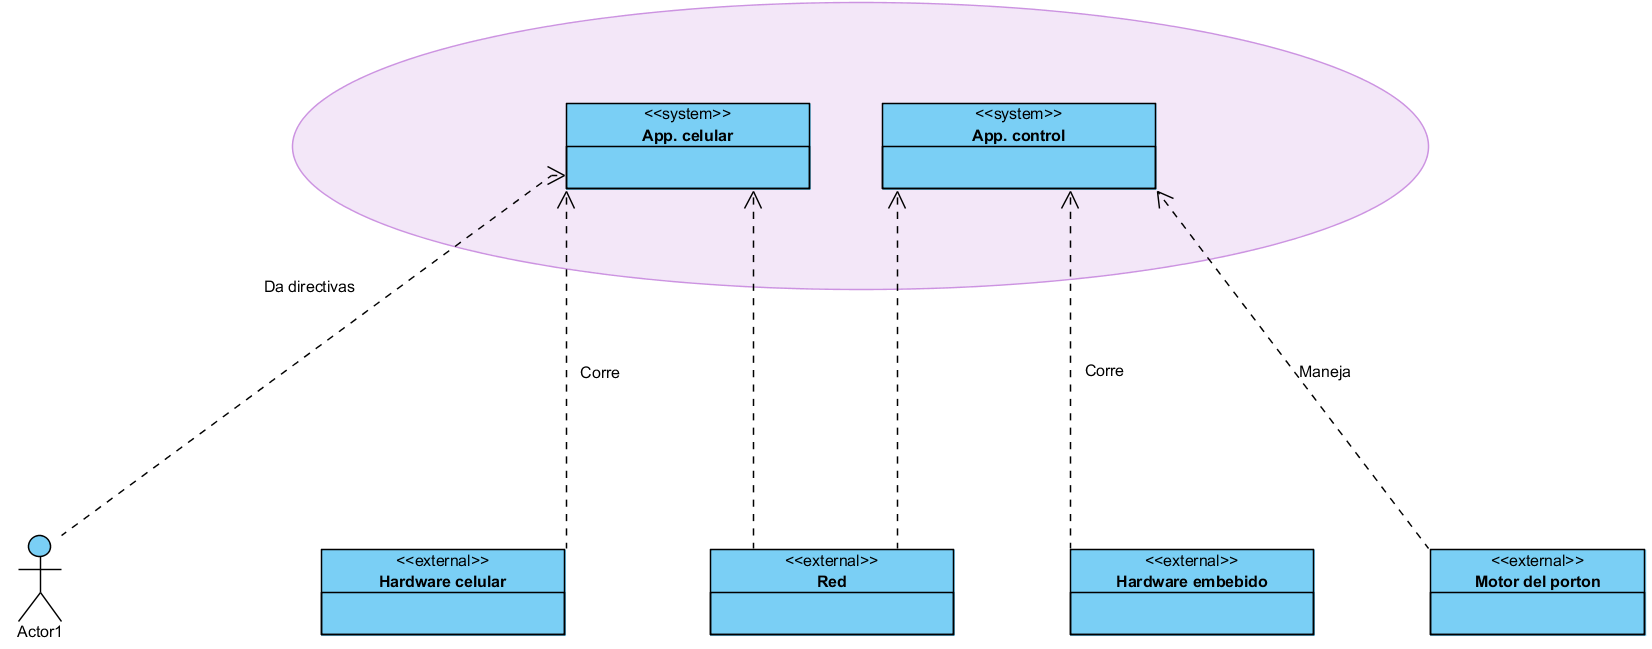 <<system>>
App. celular
<<system>>
App. control
Da directivas
Corre
Corre
Maneja
Actor1
<<external>>
Hardware celular
<<external>>
Red
<<external>>
Hardware embebido
<<external>>
Motor del porton